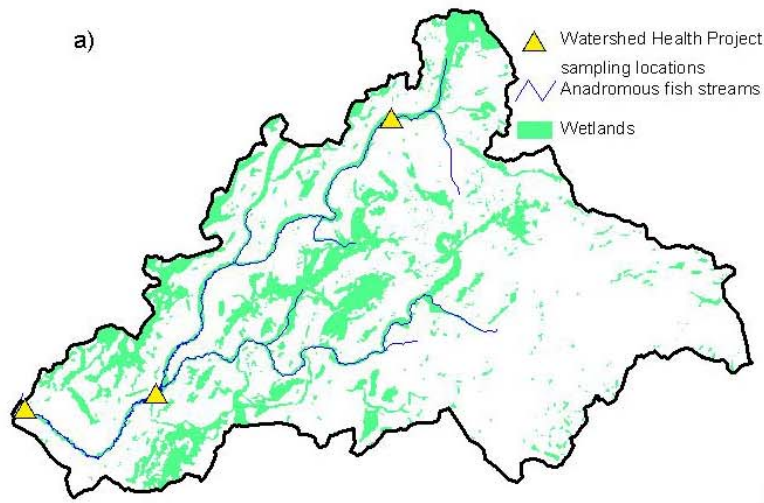 a)
Watershed Health Project
sampling locations
Anadromous fish streams
Wetlands